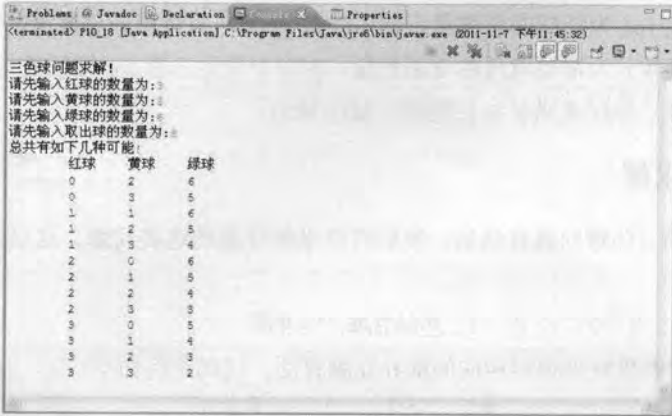 Problems @ Javadoc Declaration Console Properties
<terminated> P10_18 [Java Application] C:\Program Files\Java\jre6\bin\javaw.exe (2011-11-7 下午11:45:32)
三色球问题求解!
请先输入红球的数量为:3
请先输入黄球的数量为:3
请先输入绿球的数量为:6
请先输入取出球的数量为:8
总共有如下几种可能:
红球 黄球 绿球
0 2 6
0 3 5
1 1 6
1 2 5
2 0 6
2 1 5
2 2 4
2 3 3
3 0 5
3 1 4
3 2 3
3 3 2